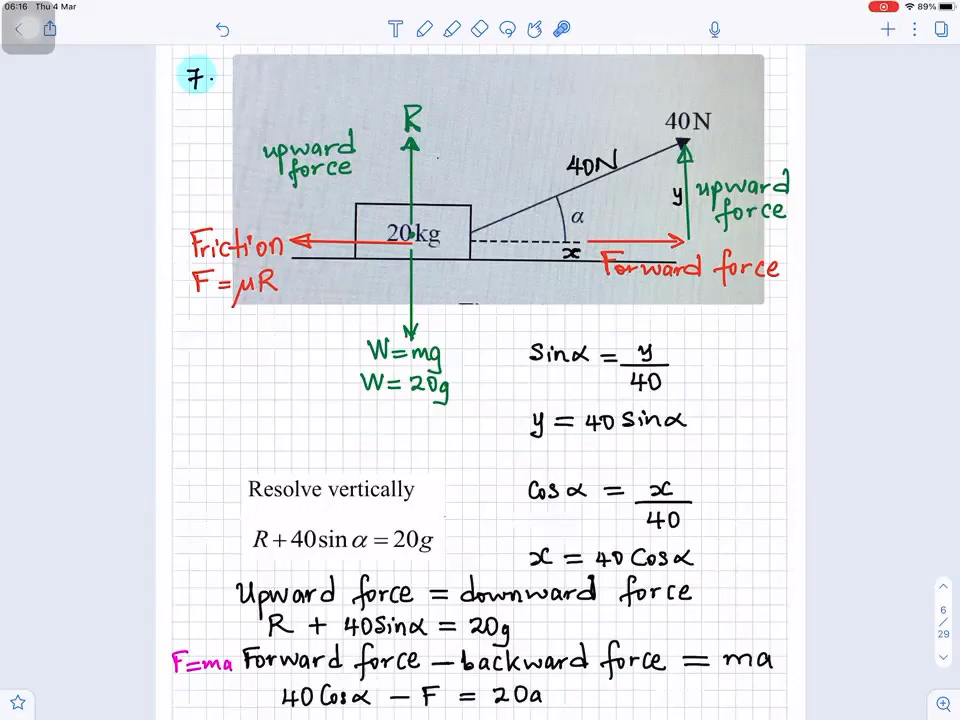 06:16 Thu 4 Mar
89%
7.
R
upward
force
40N
40N
y
upward
force
α
20kg
x
Friction
F = μR
Forward force
W = mg
W = 20g
Sinα = y/40
y = 40 Sinα
Cosα = x/40
x = 40 Cosα
Resolve vertically
R + 40 sin α = 20g
Upward force = downward force
R + 40Sinα = 20g
F=ma Forward force – backward force = ma
40 Cosα – F = 20a
6
/
29